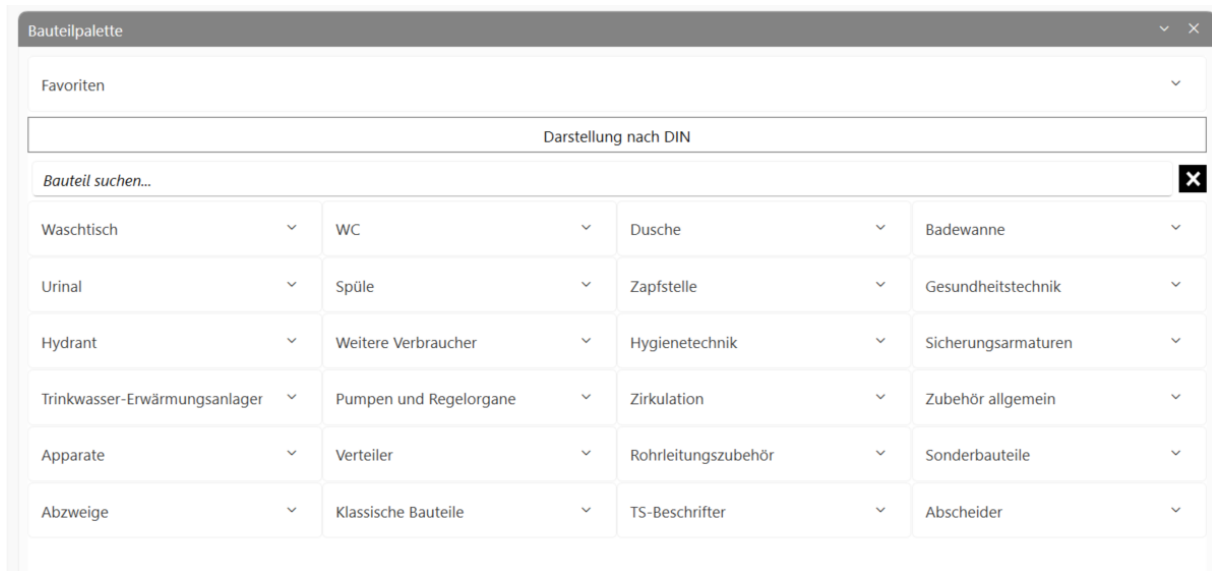 Bauteilpalette
Favoriten
Darstellung nach DIN
Bauteil suchen...
Waschtisch WC Dusche Badewanne
Urinal Spüle Zapfstelle Gesundheitstechnik
Hydrant Weitere Verbraucher Hygienetechnik Sicherungsarmaturen
Trinkwasser-Erwärmungsanlager Pumpen und Regelorgane Zirkulation Zubehör allgemein
Apparate Verteiler Rohrleitungszubehör Sonderbauteile
Abzweige Klassische Bauteile TS-Beschrifter Abscheider